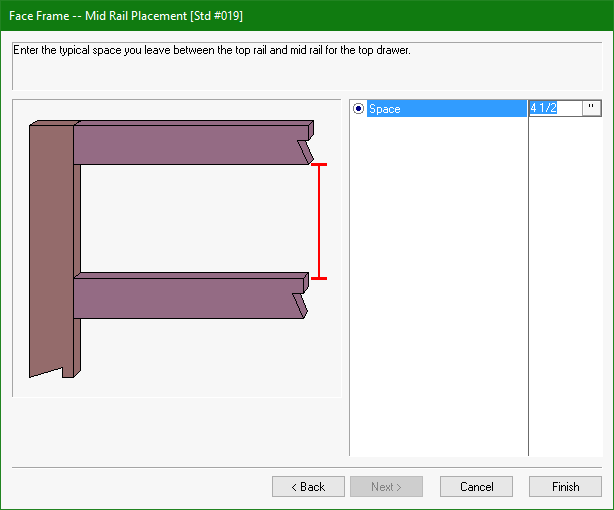 Face Frame -- Mid Rail Placement [Std #019]
Enter the typical space you leave between the top rail and mid rail for the top drawer.
Space 4 1/2 "
< Back Next > Cancel Finish